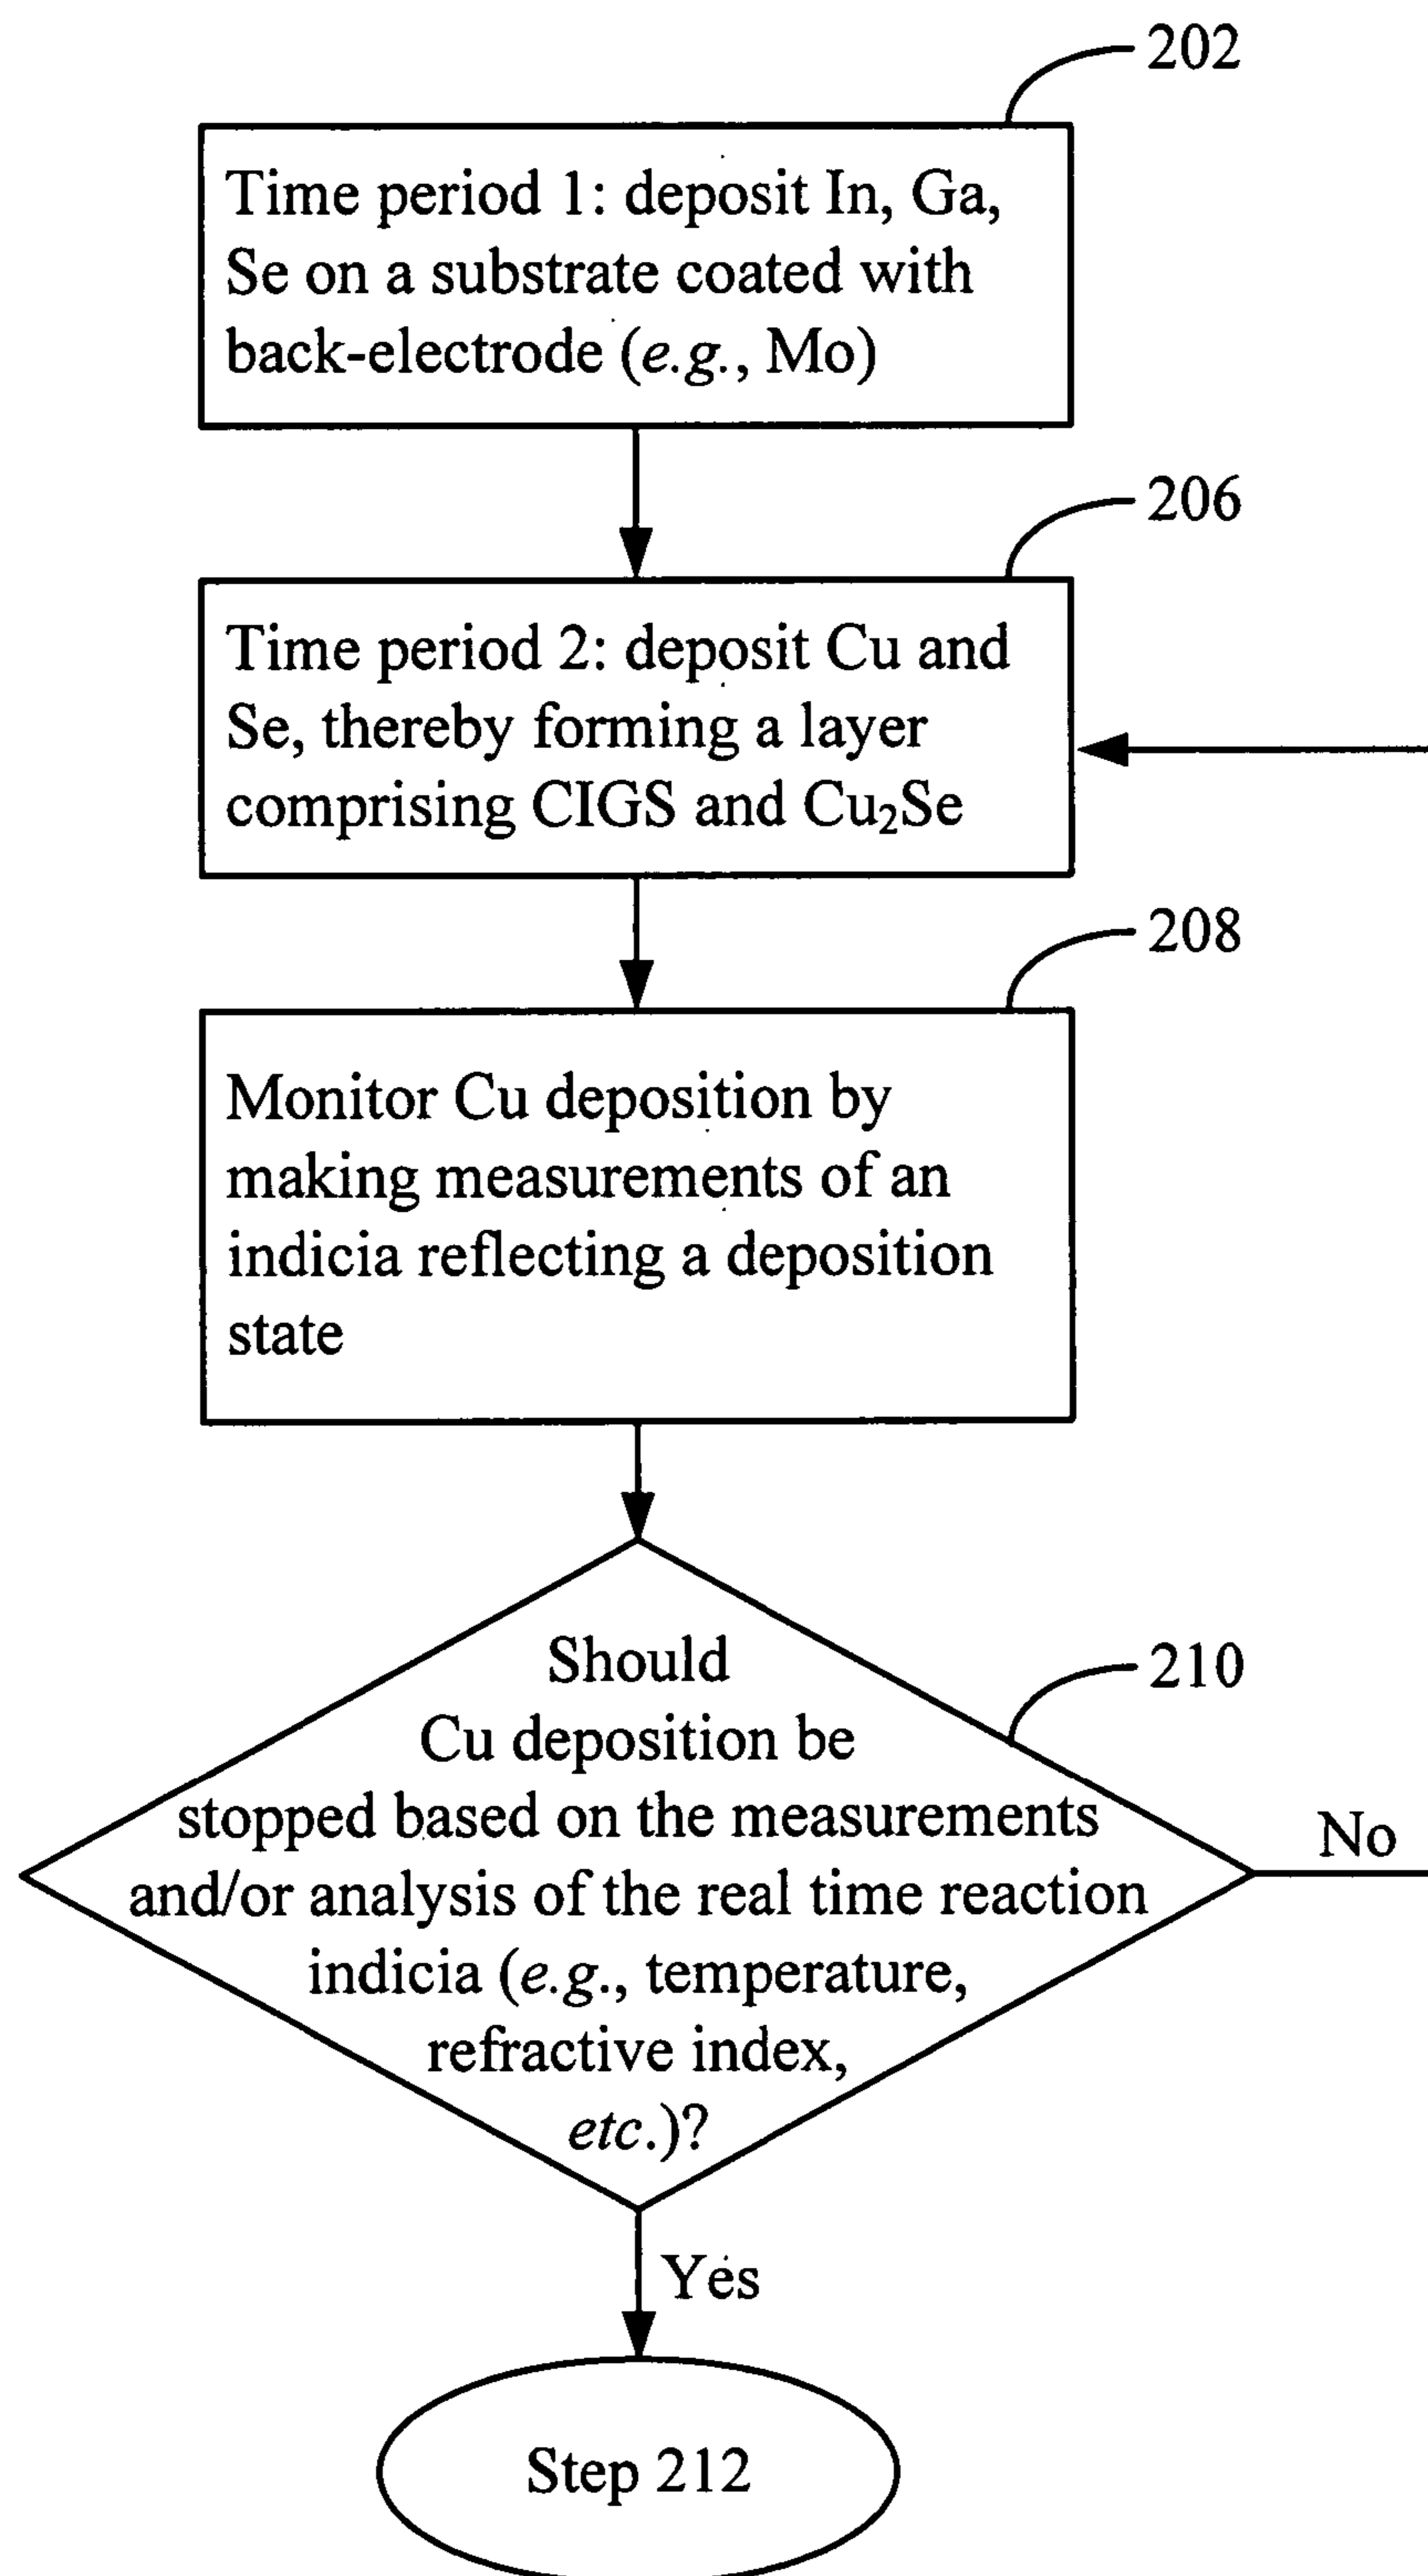 202
Time period 1: deposit In, Ga,
Se on a substrate coated with
back-electrode (e.g., Mo)
206
Time period 2: deposit Cu and
Se, thereby forming a layer
comprising CIGS and Cu₂Se
208
Monitor Cu deposition by
making measurements of an
indicia reflecting a deposition
state
210
Should
Cu deposition be
stopped based on the measurements
and/or analysis of the real time reaction
indicia (e.g., temperature,
refractive index,
etc.)?
No
Yes
Step 212